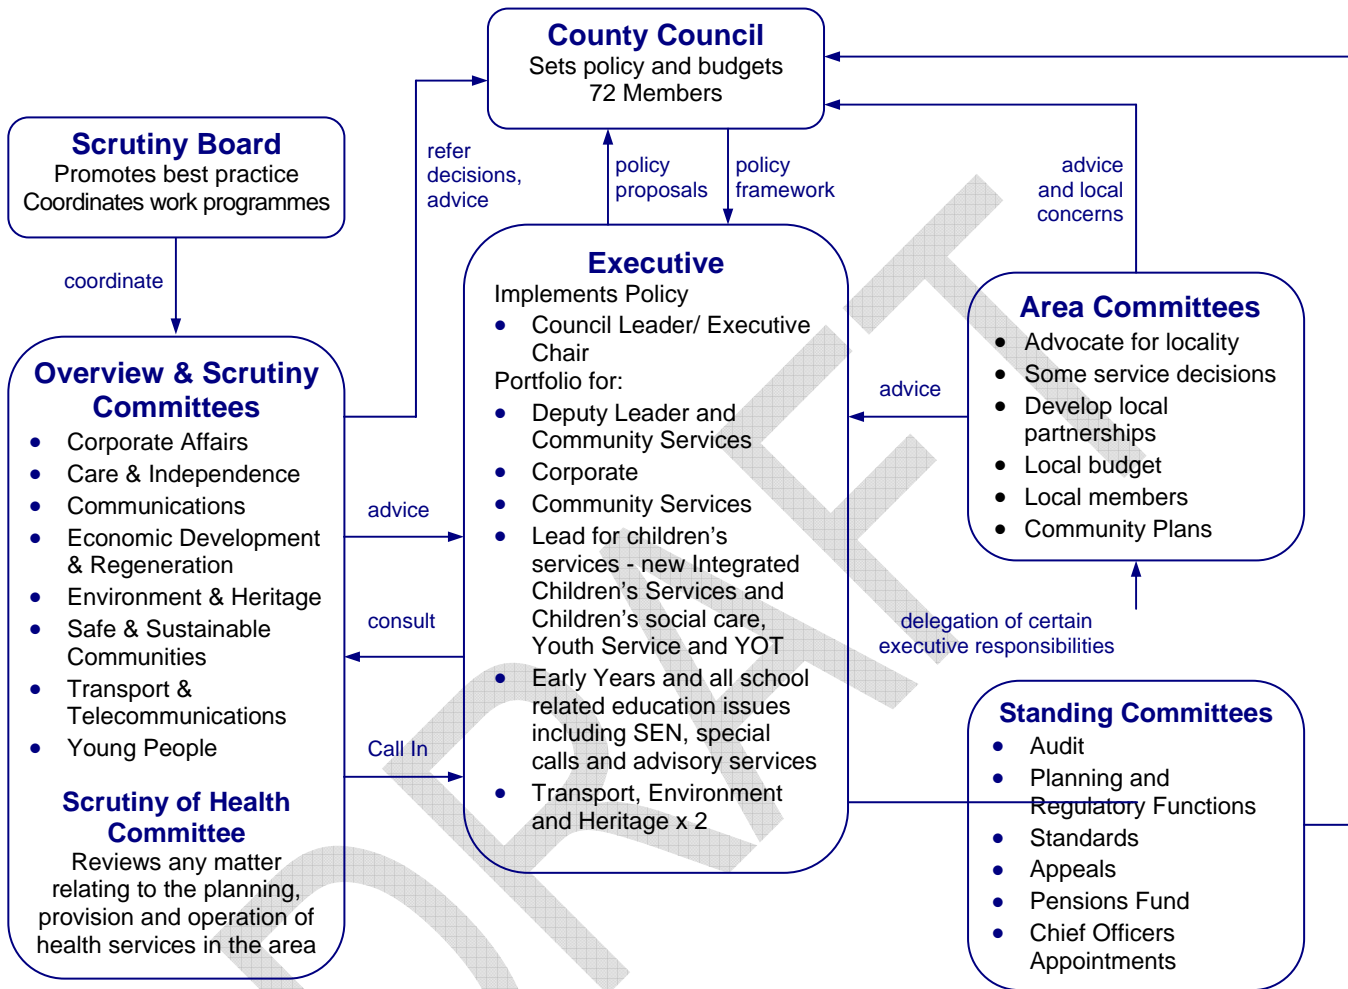 County Council
Sets policy and budgets
72 Members
Scrutiny Board
Promotes best practice
Coordinates work programmes
refer
decisions,
advice
policy
proposals
policy
framework
advice
and local
concerns
coordinate
Overview & Scrutiny
Committees
• Corporate Affairs
• Care & Independence
• Communications
• Economic Development
& Regeneration
• Environment & Heritage
• Safe & Sustainable
Communities
• Transport &
Telecommunications
• Young People
Scrutiny of Health
Committee
Reviews any matter
relating to the planning,
provision and operation of
health services in the area
advice
consult
Call In
Executive
Implements Policy
• Council Leader/ Executive
Chair
Portfolio for:
• Deputy Leader and
Community Services
• Corporate
• Community Services
• Lead for children’s
services - new Integrated
Children’s Services and
Children’s social care,
Youth Service and YOT
• Early Years and all school
related education issues
including SEN, special
calls and advisory services
• Transport, Environment
and Heritage x 2
advice
Area Committees
• Advocate for locality
• Some service decisions
• Develop local
partnerships
• Local budget
• Local members
• Community Plans
delegation of certain
executive responsibilities
Standing Committees
• Audit
• Planning and
Regulatory Functions
• Standards
• Appeals
• Pensions Fund
• Chief Officers
Appointments
DRAFT